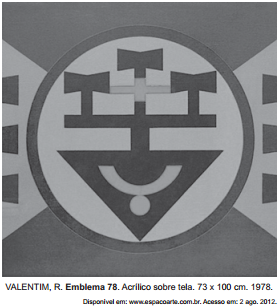 VALENTIM, R. Emblema 78. Acrílico sobre tela. 73 x 100 cm. 1978.
Disponível em: www.espacoarte.com.br. Acesso em: 2 ago. 2012.